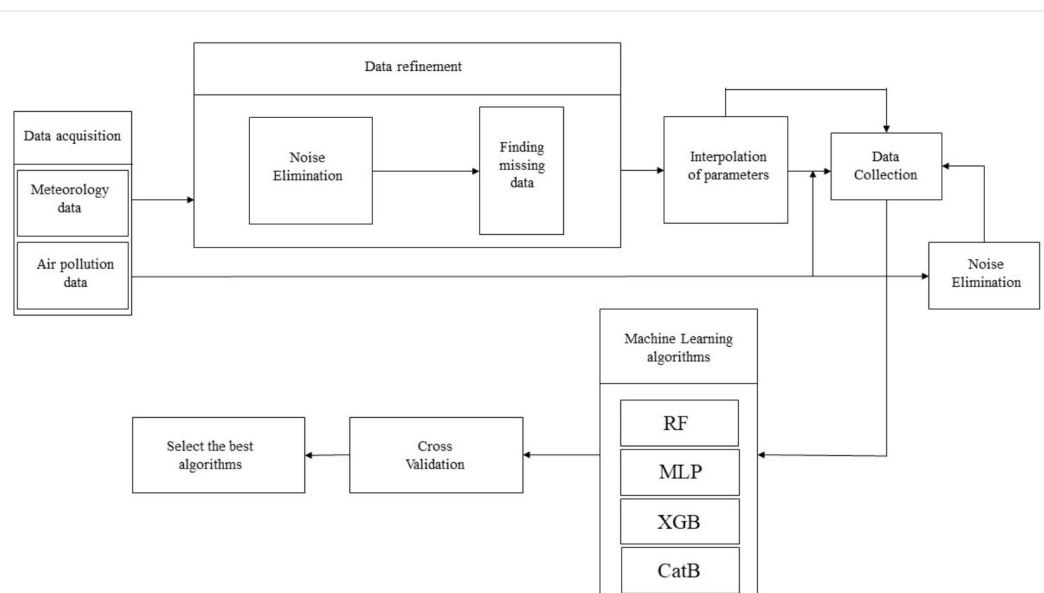 Data refinement
Data acquisition
Meteorology
data
Air pollution
data
Noise
Elimination
Finding
missing
data
Interpolation
of parameters
Data
Collection
Noise
Elimination
Machine Learning
algorithms
RF
MLP
XGB
CatB
Cross
Validation
Select the best
algorithms